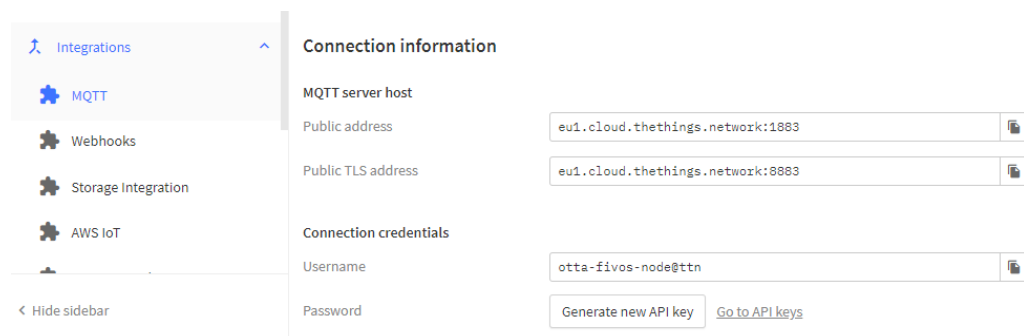 Integrations
MQTT
Webhooks
Storage Integration
AWS IoT
Hide sidebar
Connection information
MQTT server host
Public address
eu1.cloud.thethings.network:1883
Public TLS address
eu1.cloud.thethings.network:8883
Connection credentials
Username
otta-fivos-node@ttn
Password
Generate new API key
Go to API keys